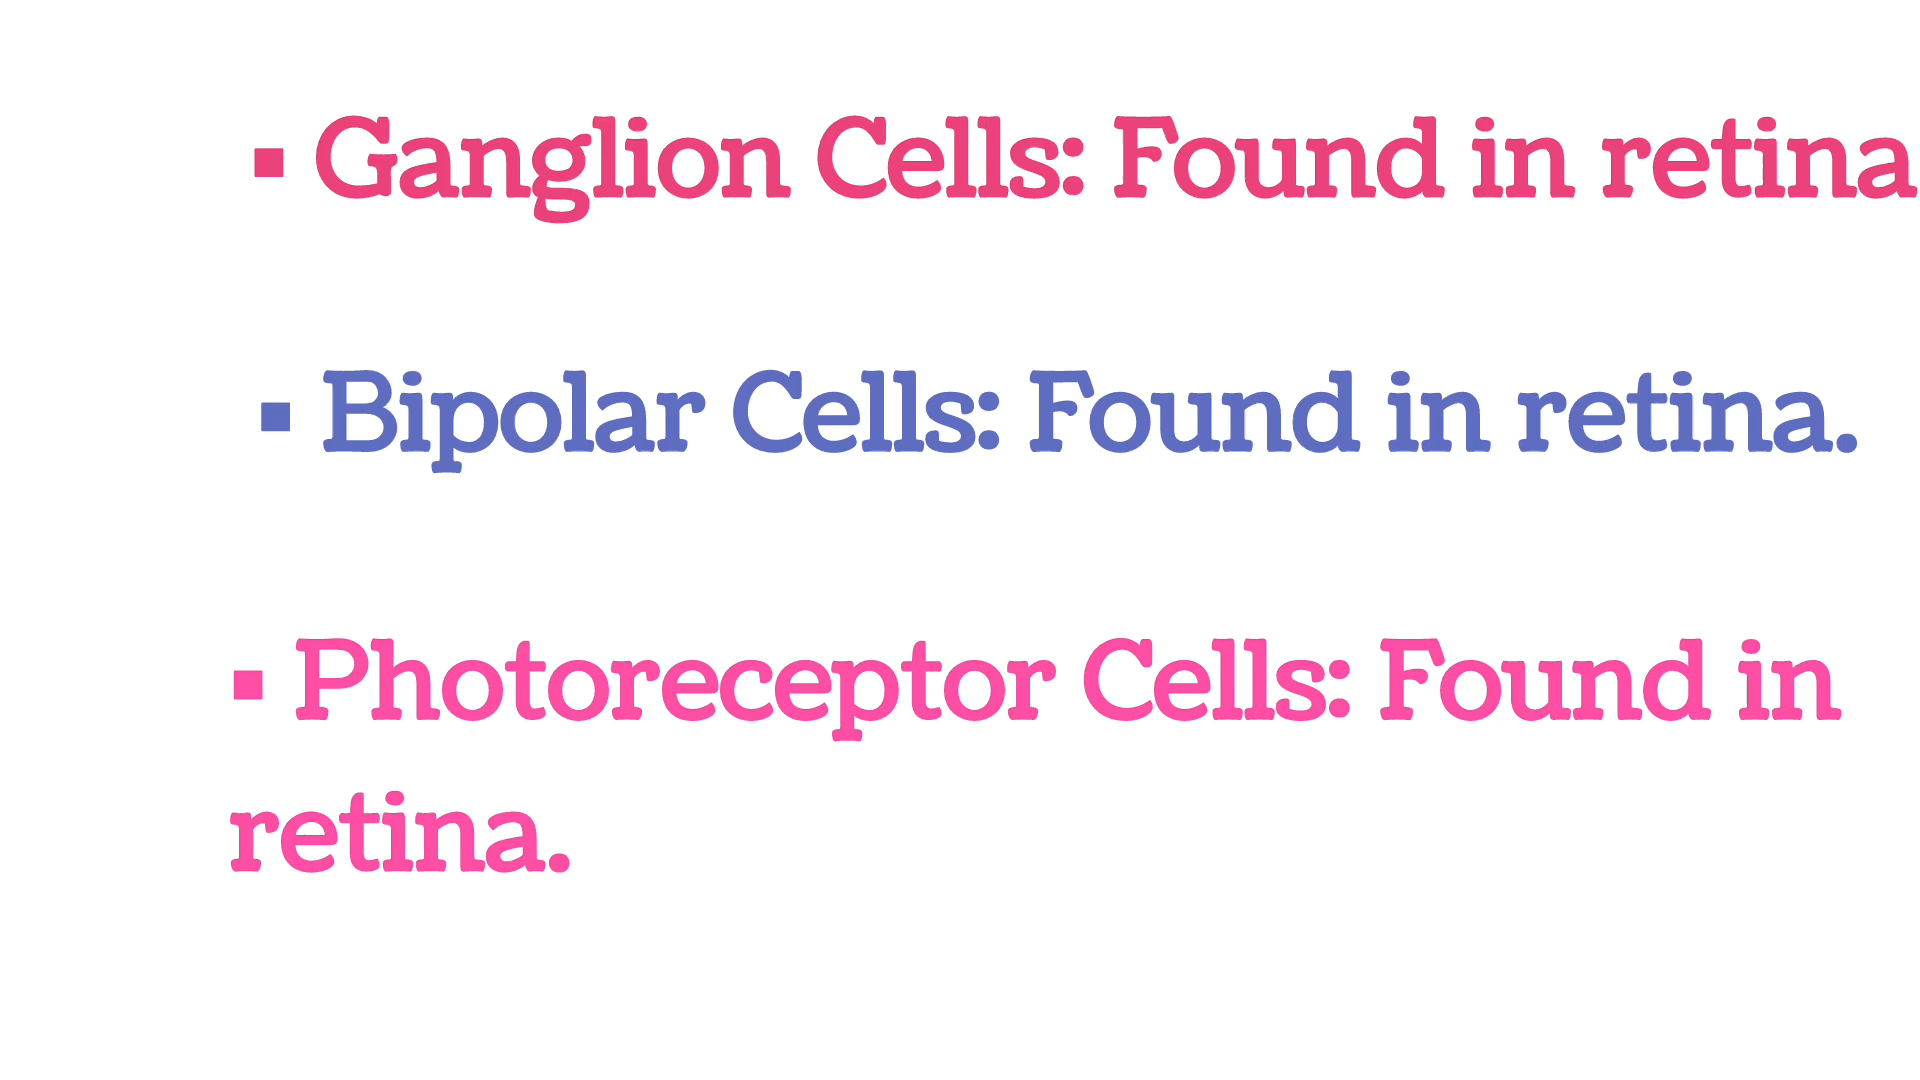 ▪ Ganglion Cells: Found in retina
▪ Bipolar Cells: Found in retina.
▪ Photoreceptor Cells: Found in
retina.